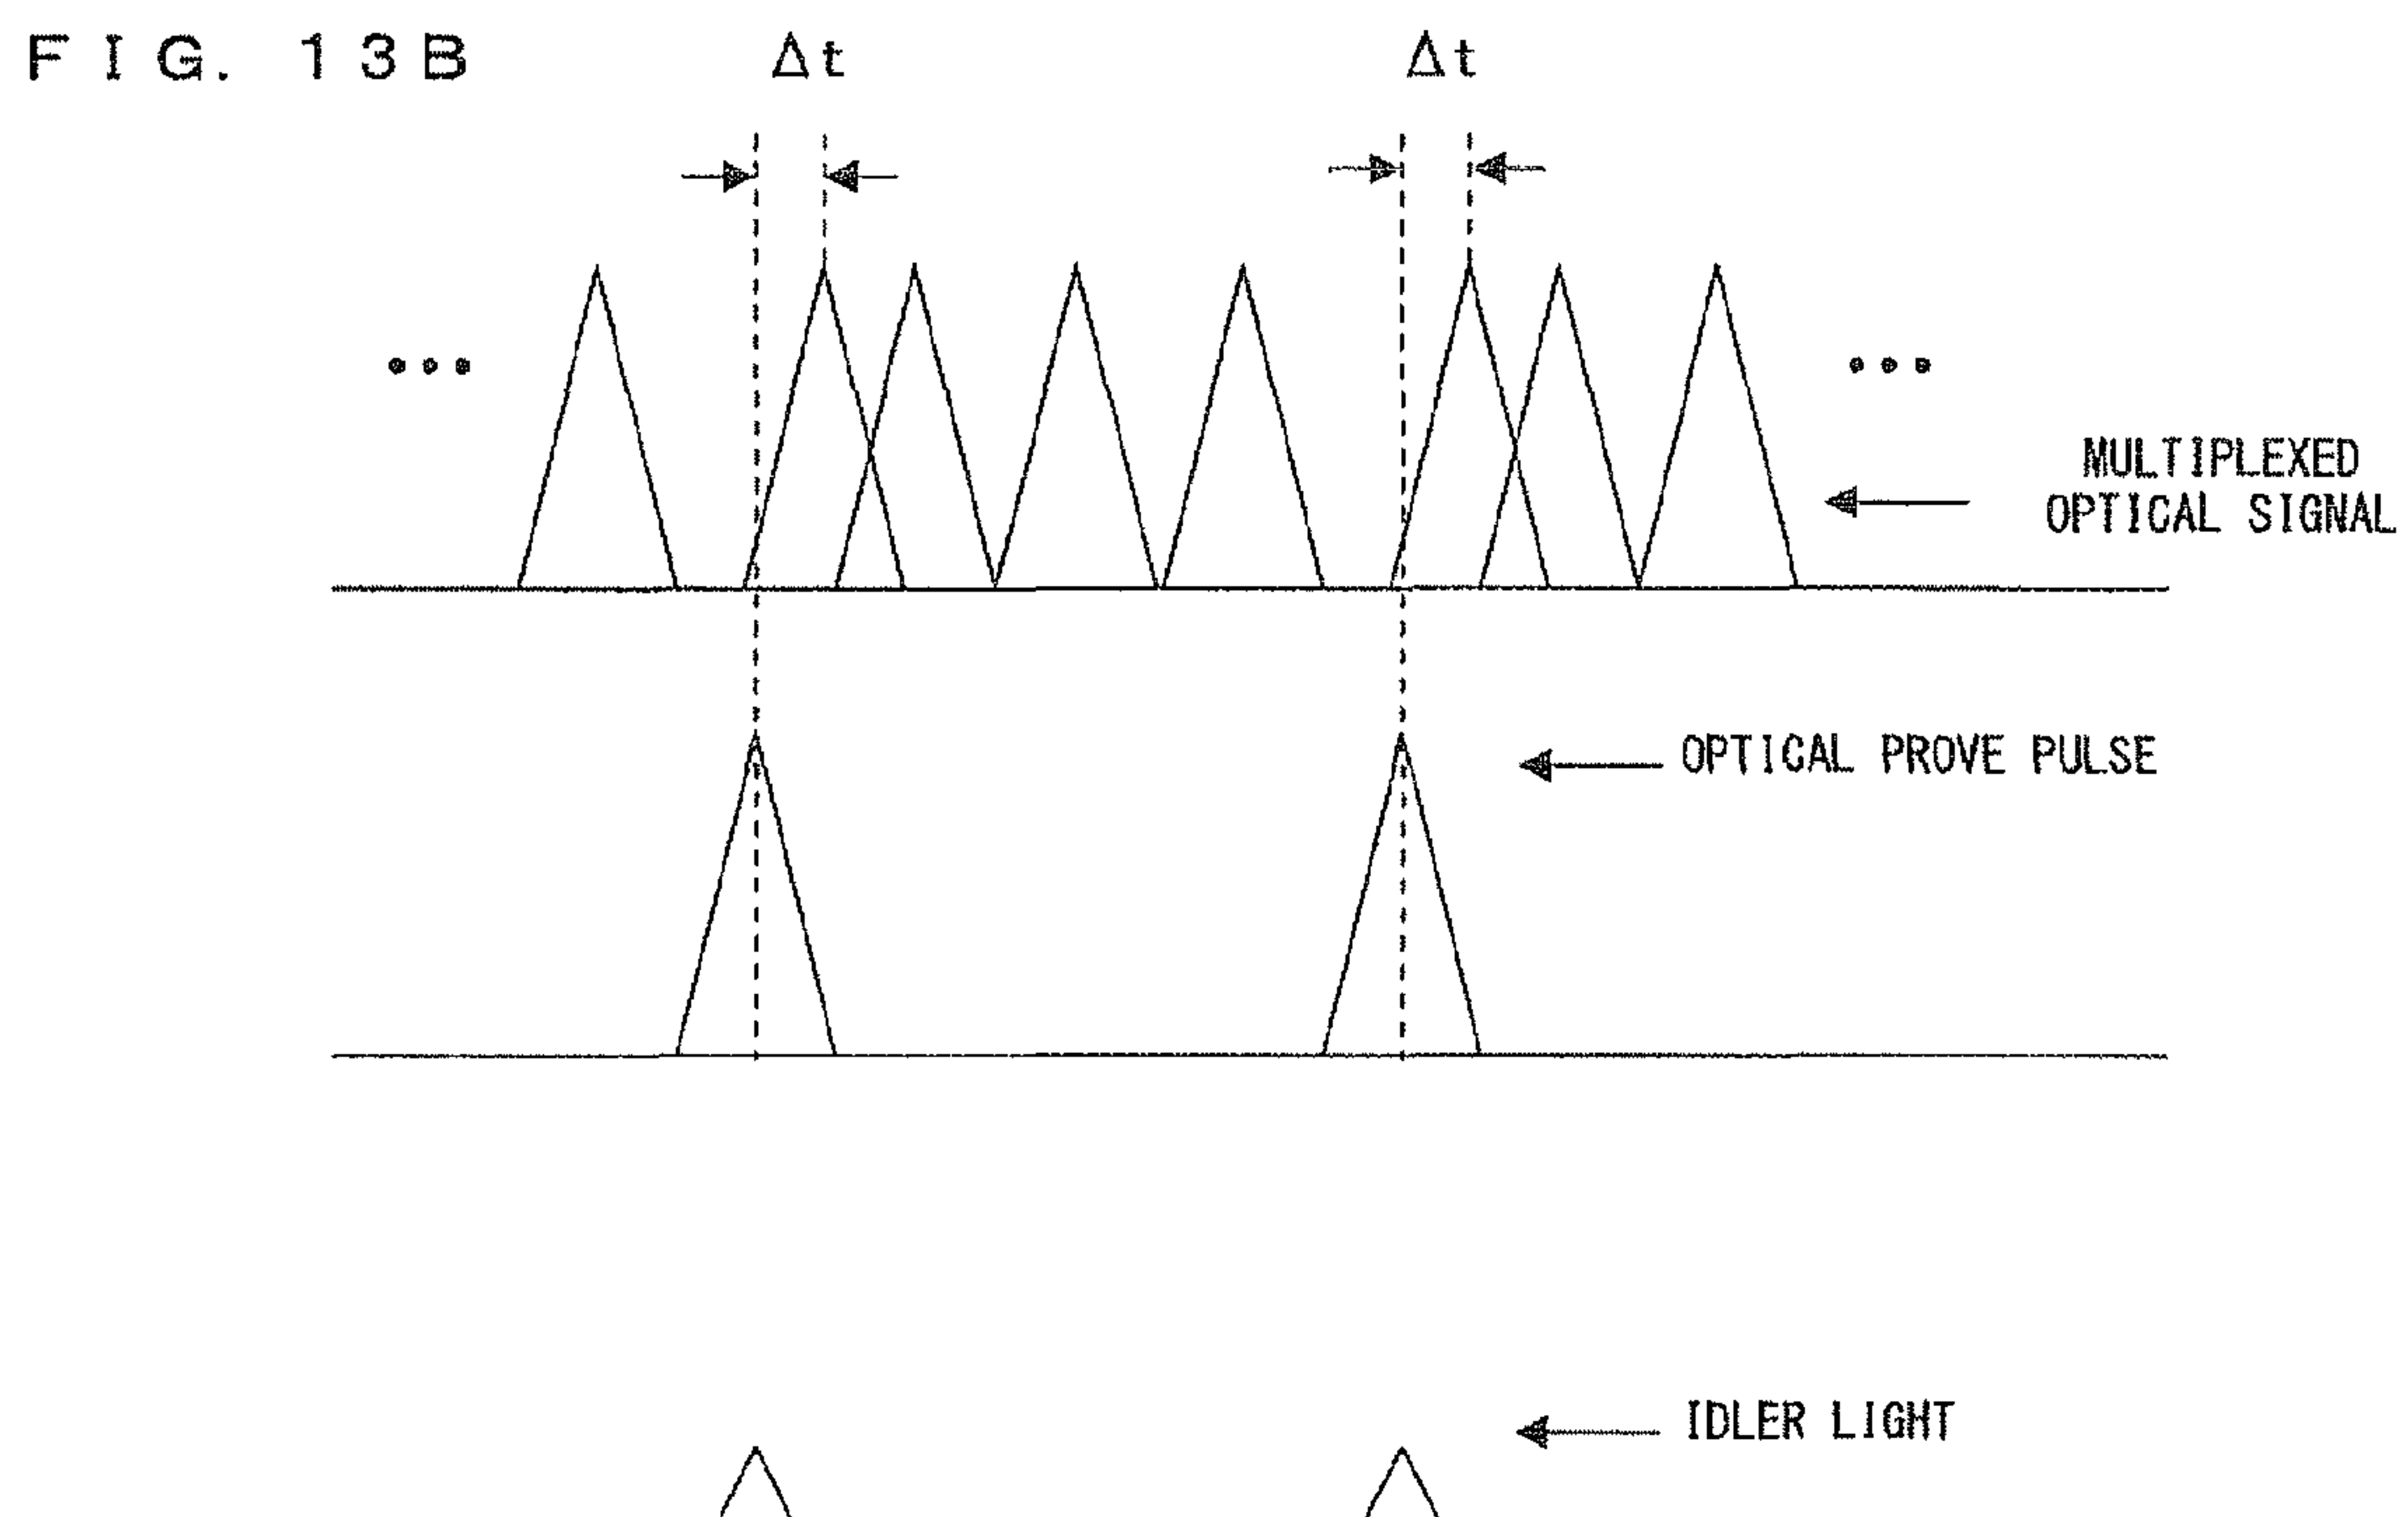 FIG. 13B
Δt
Δt
MULTIPLEXED
OPTICAL SIGNAL
OPTICAL PROVE PULSE
IDLER LIGHT